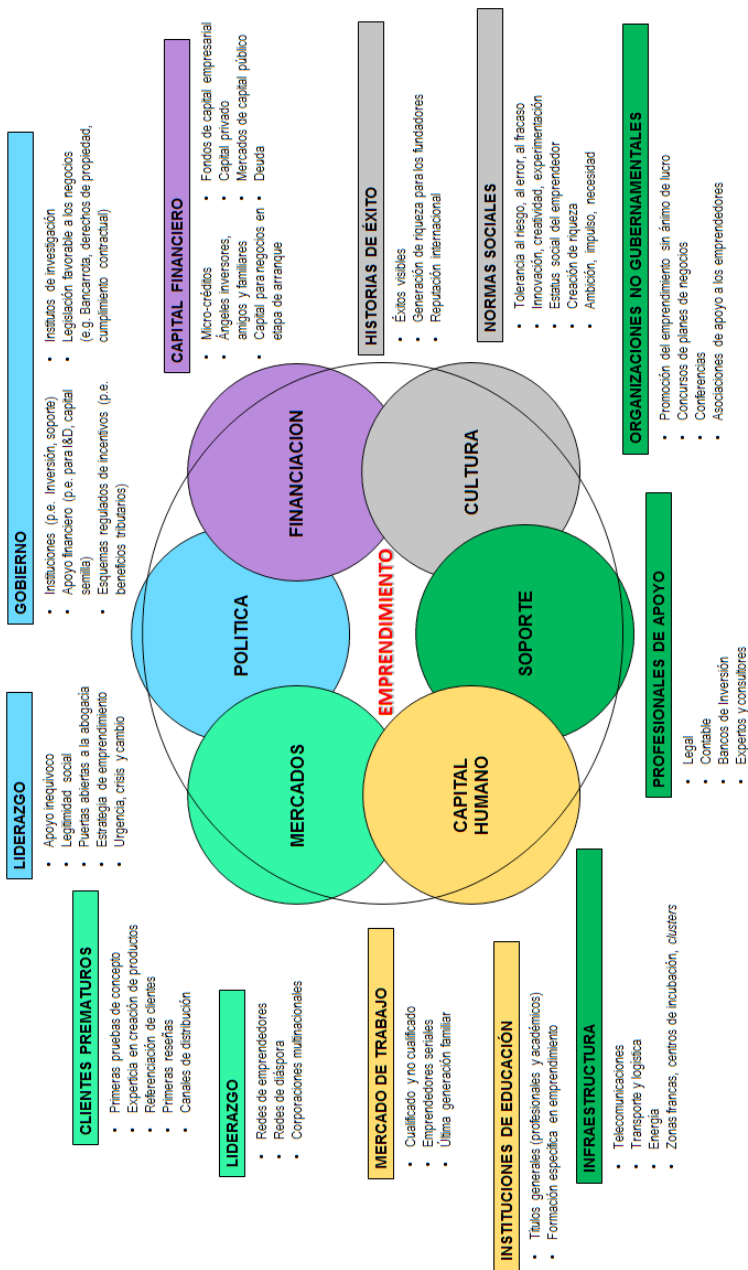 LIDERAZGO
• Apoyo inequívoco
• Legitimidad social
• Puertas abiertas a la abogacía
• Estrategia de emprendimiento
• Urgencia, crisis y cambio
GOBIERNO
• Instituciones (p.e. Inversión, soporte)
• Apoyo financiero (p.e. para I&D, capital
semilla)
• Esquemas regulados de incentivos (p.e.
beneficios tributarios)
• Institutos de investigación
• Legislación favorable a los negocios
(e.g. Bancarrota, derechos de propiedad,
cumplimiento contractual)
CLIENTES PREMATUROS
• Primeras pruebas de concepto
• Experticia en creación de productos
• Referenciación de clientes
• Primeras reseñas
• Canales de distribución
LIDERAZGO
• Redes de emprendedores
• Redes de diáspora
• Corporaciones multinacionales
CAPITAL FINANCIERO
• Micro-créditos
• Ángeles inversores,
amigos y familiares
• Capital para negocios en
etapa de arranque
• Fondos de capital empresarial
• Capital privado
• Mercados de capital público
• Deuda
POLITICA
MERCADOS
FINANCIACION
EMPRENDIMIENTO
CAPITAL
HUMANO
CULTURA
SOPORTE
HISTORIAS DE ÉXITO
• Éxitos visibles
• Generación de riqueza para los fundadores
• Reputación internacional
MERCADO DE TRABAJO
• Cualificado y no cualificado
• Emprendedores seriales
• Última generación familiar
NORMAS SOCIALES
• Tolerancia al riesgo, al error, al fracaso
• Innovación, creatividad, experimentación
• Estatus social del emprendedor
• Creación de riqueza
• Ambición, impulso, necesidad
INSTITUCIONES DE EDUCACIÓN
• Títulos generales (profesionales y académicos)
• Formación especifica en emprendimiento
INFRAESTRUCTURA
• Telecomunicaciones
• Transporte y logística
• Energía
• Zonas francas, centros de incubación, clusters
PROFESIONALES DE APOYO
• Legal
• Contable
• Bancos de Inversión
• Expertos y consultores
ORGANIZACIONES NO GUBERNAMENTALES
• Promoción del emprendimiento sin ánimo de lucro
• Concursos de planes de negocios
• Conferencias
• Asociaciones de apoyo a los emprendedores